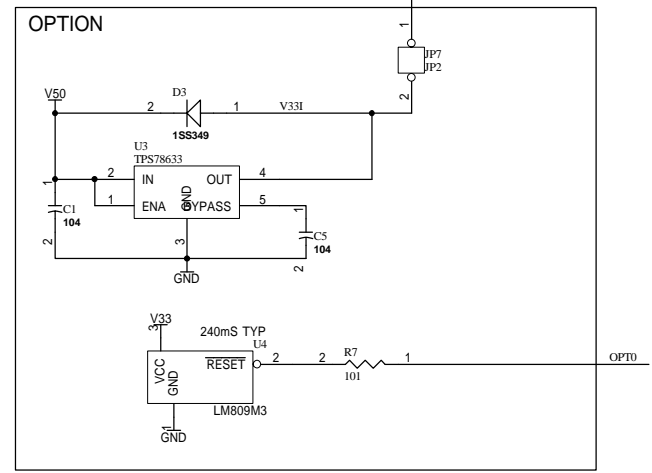 OPTION
1
JP7
JP2
2
V50
D3
2 1 V33I
1SS349
U3
TPS78633
2 IN OUT 4
1 ENA GND BYPASS 5
1
C1
104
2
3
1
C5
104
2
GND
V33
3
240mS TYP
U4
VCC
GND
RESET 2 2 R7 1 OPT0
101
LM809M3
1
GND